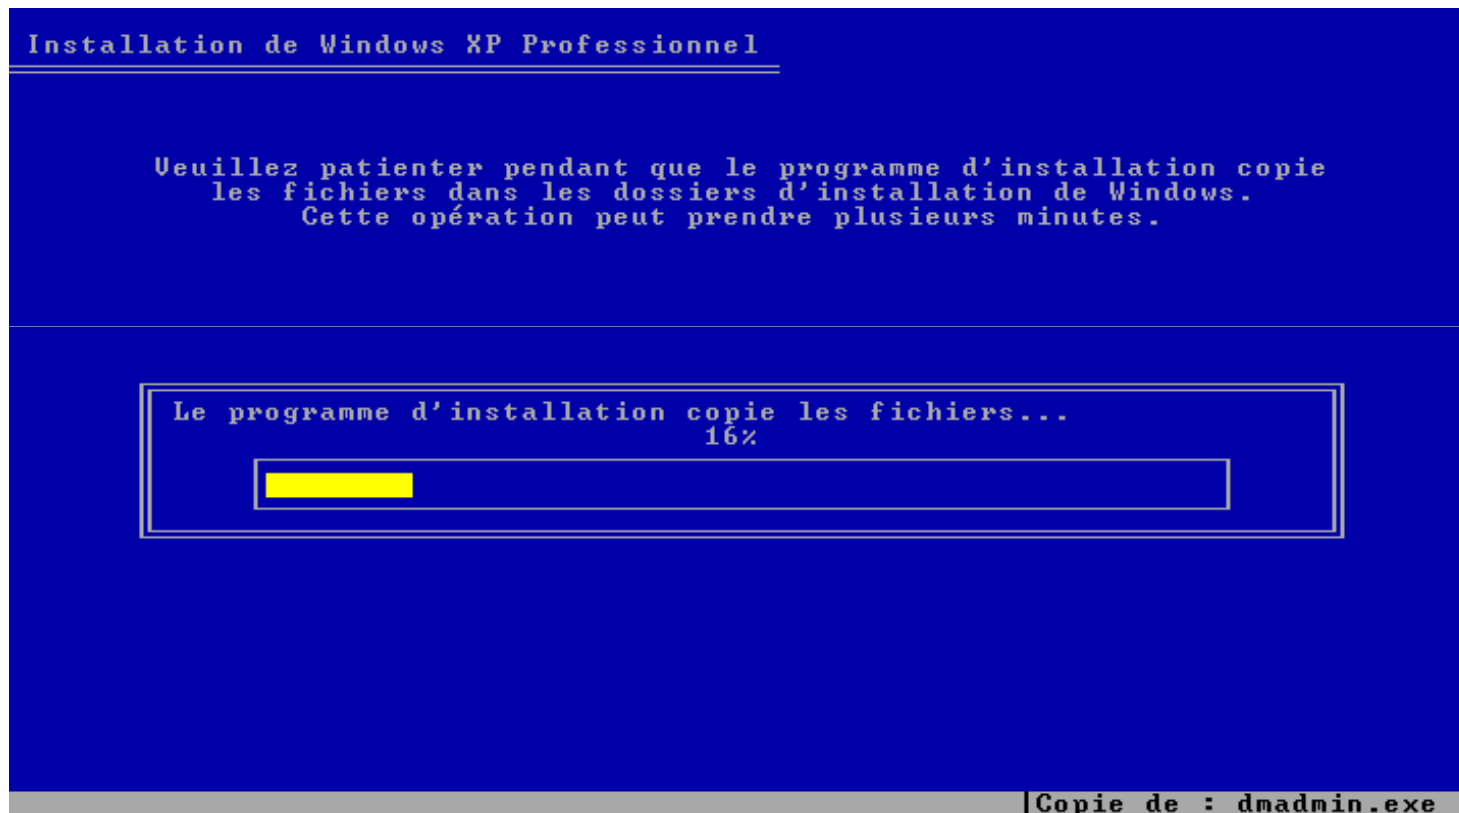 Installation de Windows XP Professionnel
Veuillez patienter pendant que le programme d'installation copie
les fichiers dans les dossiers d'installation de Windows.
Cette opération peut prendre plusieurs minutes.
Le programme d'installation copie les fichiers...
16%
Copie de : dmadmin.exe